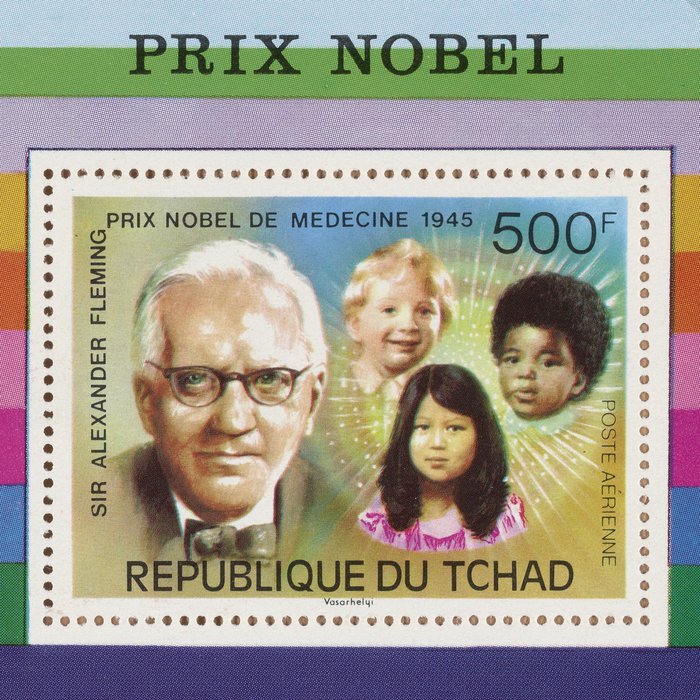 PRIX NOBEL
PRIX NOBEL DE MEDECINE 1945
500F
SIR ALEXANDER FLEMING
POSTE AÉRIENNE
REPUBLIQUE DU TCHAD
Vasarhelyi